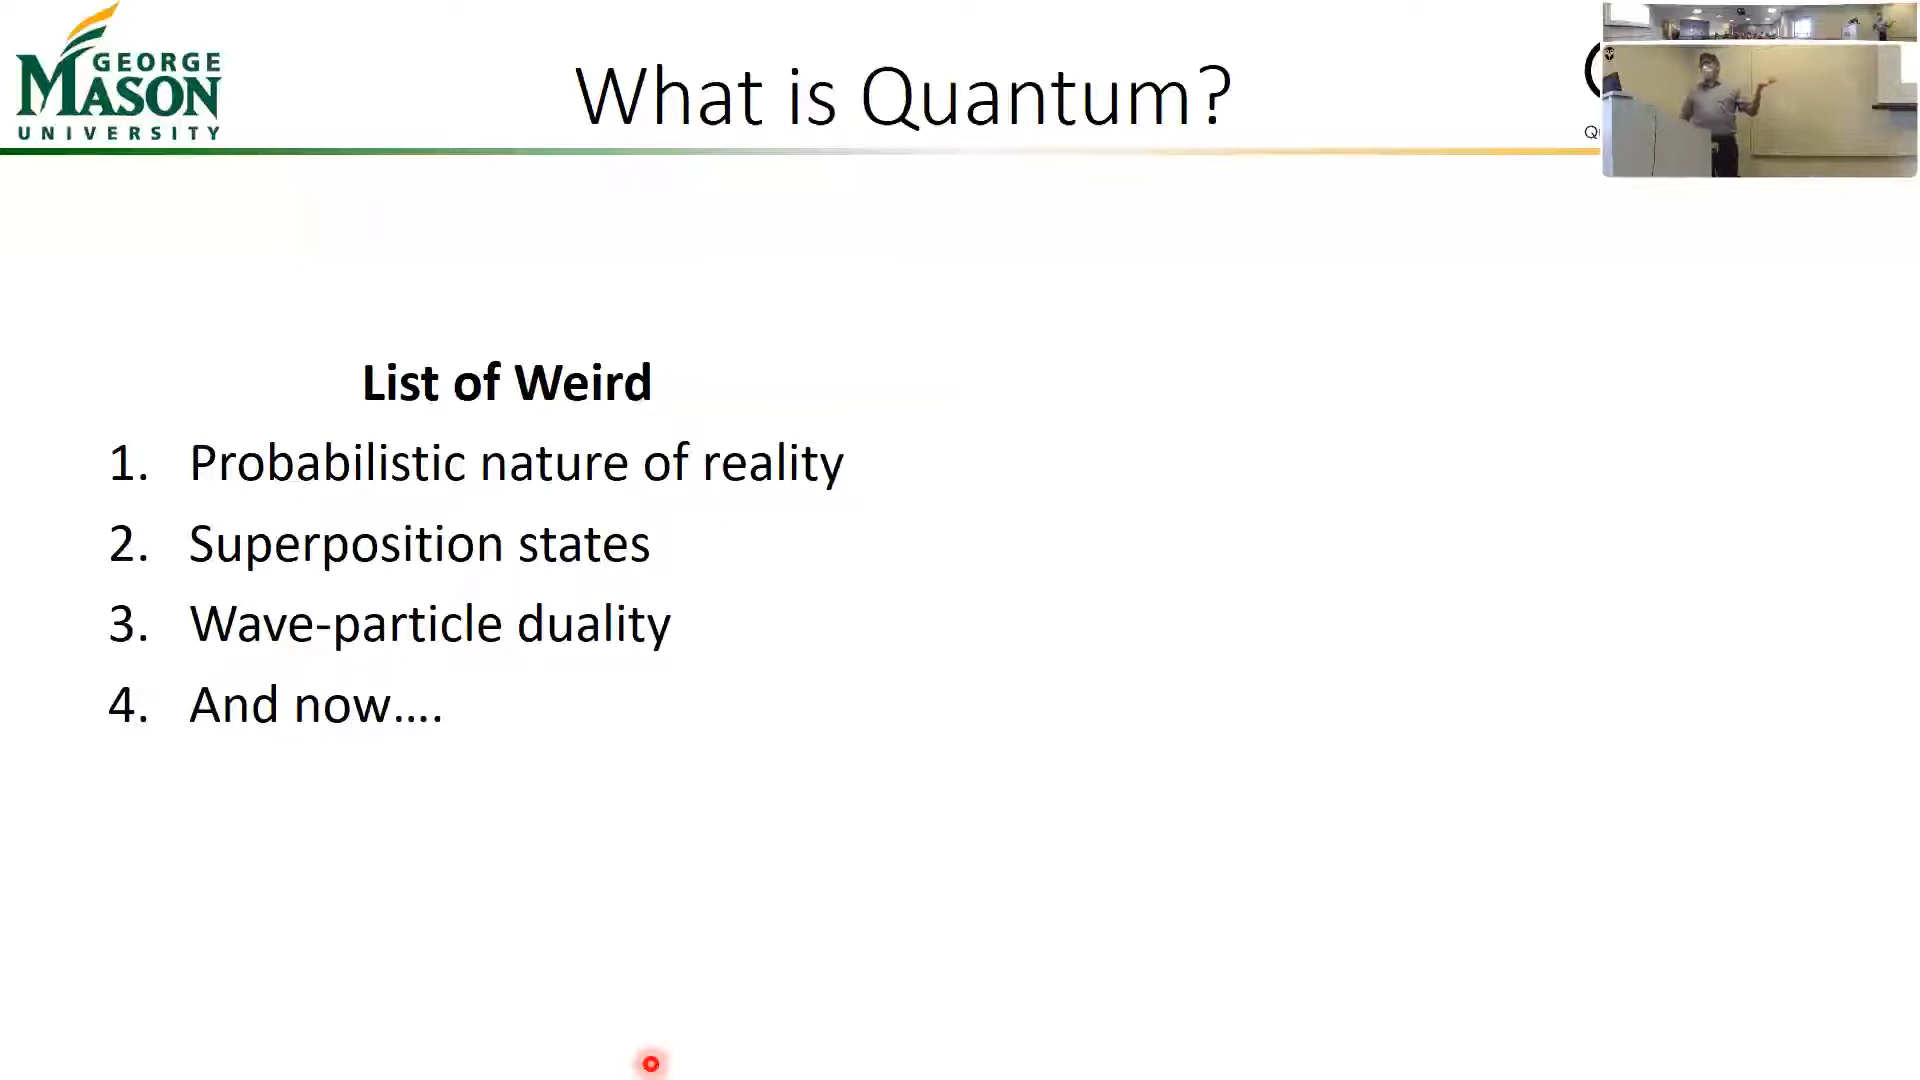 GEORGE
MASON
UNIVERSITY
What is Quantum?
List of Weird
1. Probabilistic nature of reality
2. Superposition states
3. Wave-particle duality
4. And now....